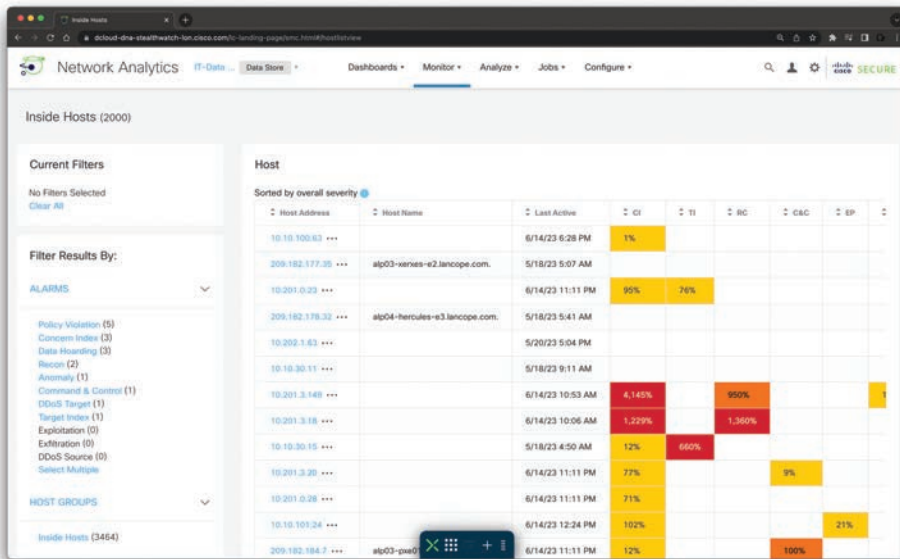 Inside Hosts
dcloud-dna-stealthwatch-lon.cisco.com/lc-landing-page/smc.html#/hostlistview
Network Analytics IT-Data ... Data Store Dashboards Monitor Analyze Jobs Configure cisco SECURE
Inside Hosts (2000)
Current Filters
No Filters Selected
Clear All
Filter Results By:
ALARMS
Policy Violation (5)
Concern Index (3)
Data Hoarding (3)
Recon (2)
Anomaly (1)
Command & Control (1)
DDoS Target (1)
Target Index (1)
Exploitation (0)
Exfiltration (0)
DDoS Source (0)
Select Multiple
HOST GROUPS
Inside Hosts (3464)
Host
Sorted by overall severity
Host Address Host Name Last Active CI TI RC C&C EP
10.10.100.63 ••• 6/14/23 6:28 PM 1%
209.182.177.35 ••• alp03-xerxes-e2.lancope.com. 5/18/23 5:07 AM
10.201.0.23 ••• 6/14/23 11:11 PM 95% 76%
209.182.178.32 ••• alp04-hercules-e3.lancope.com. 5/18/23 5:41 AM
10.202.1.63 ••• 5/20/23 5:04 PM
10.10.30.11 ••• 5/18/23 9:11 AM
10.201.3.149 ••• 6/14/23 10:53 AM 4,145% 950% 1
10.201.3.18 ••• 6/14/23 10:06 AM 1,229% 1,360%
10.10.30.15 ••• 5/18/23 4:50 AM 12% 660%
10.201.3.20 ••• 6/14/23 11:11 PM 77% 9%
10.201.0.28 ••• 6/14/23 11:11 PM 71%
10.10.101.24 ••• 6/14/23 12:24 PM 102% 21%
209.182.184.7 ••• 6/14/23 11:11 PM 12% 100%